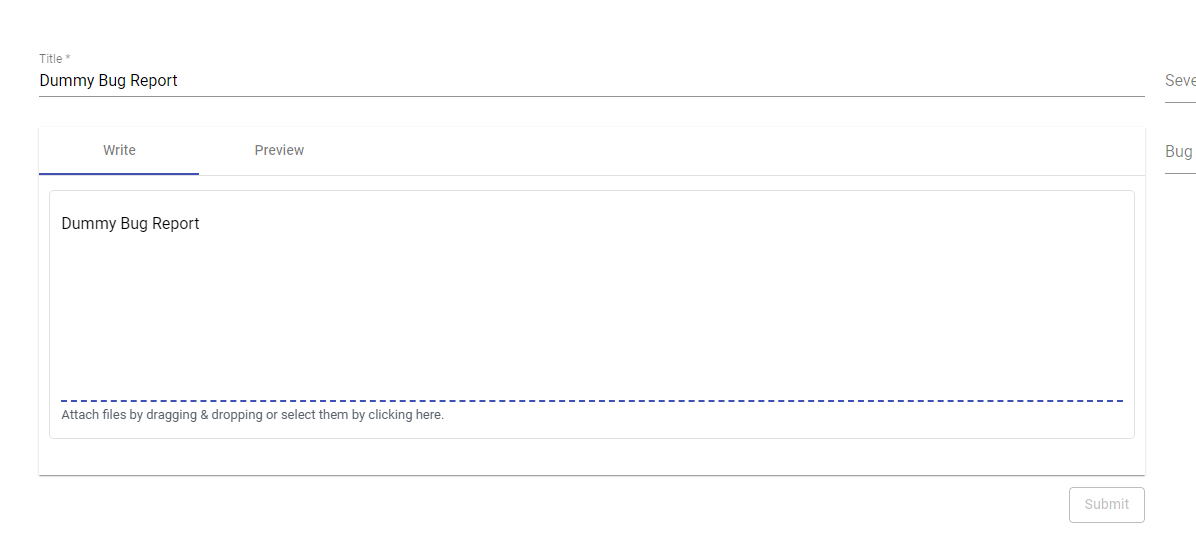 Title *
Dummy Bug Report
Write
Preview
Dummy Bug Report
Attach files by dragging & dropping or select them by clicking here.
Submit
Seve
Bug